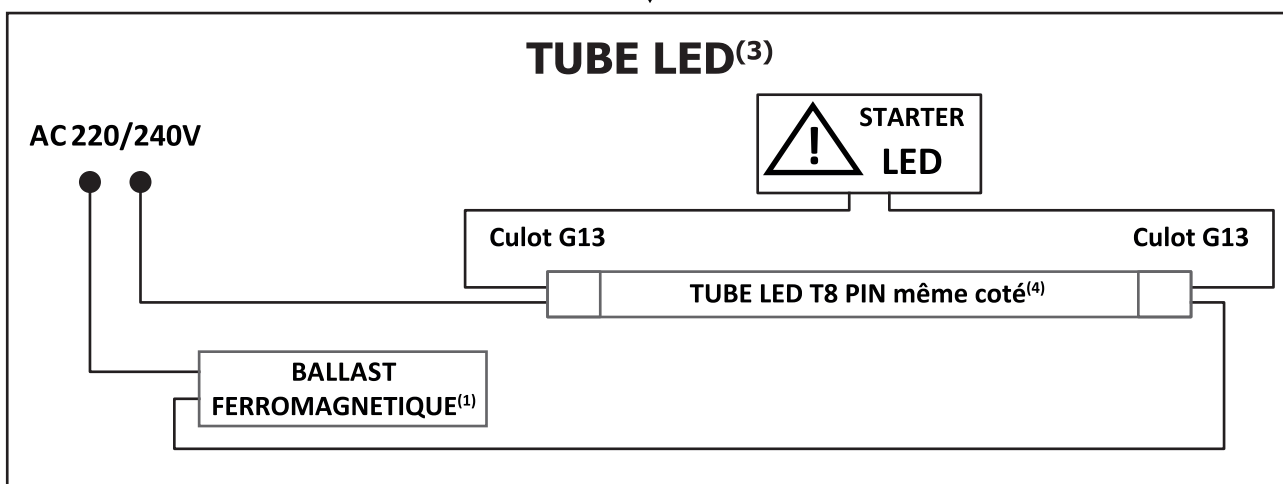 TUBE LED(3)
AC 220/240V
STARTER
LED
Culot G13
Culot G13
TUBE LED T8 PIN même coté(4)
BALLAST
FERROMAGNETIQUE(1)